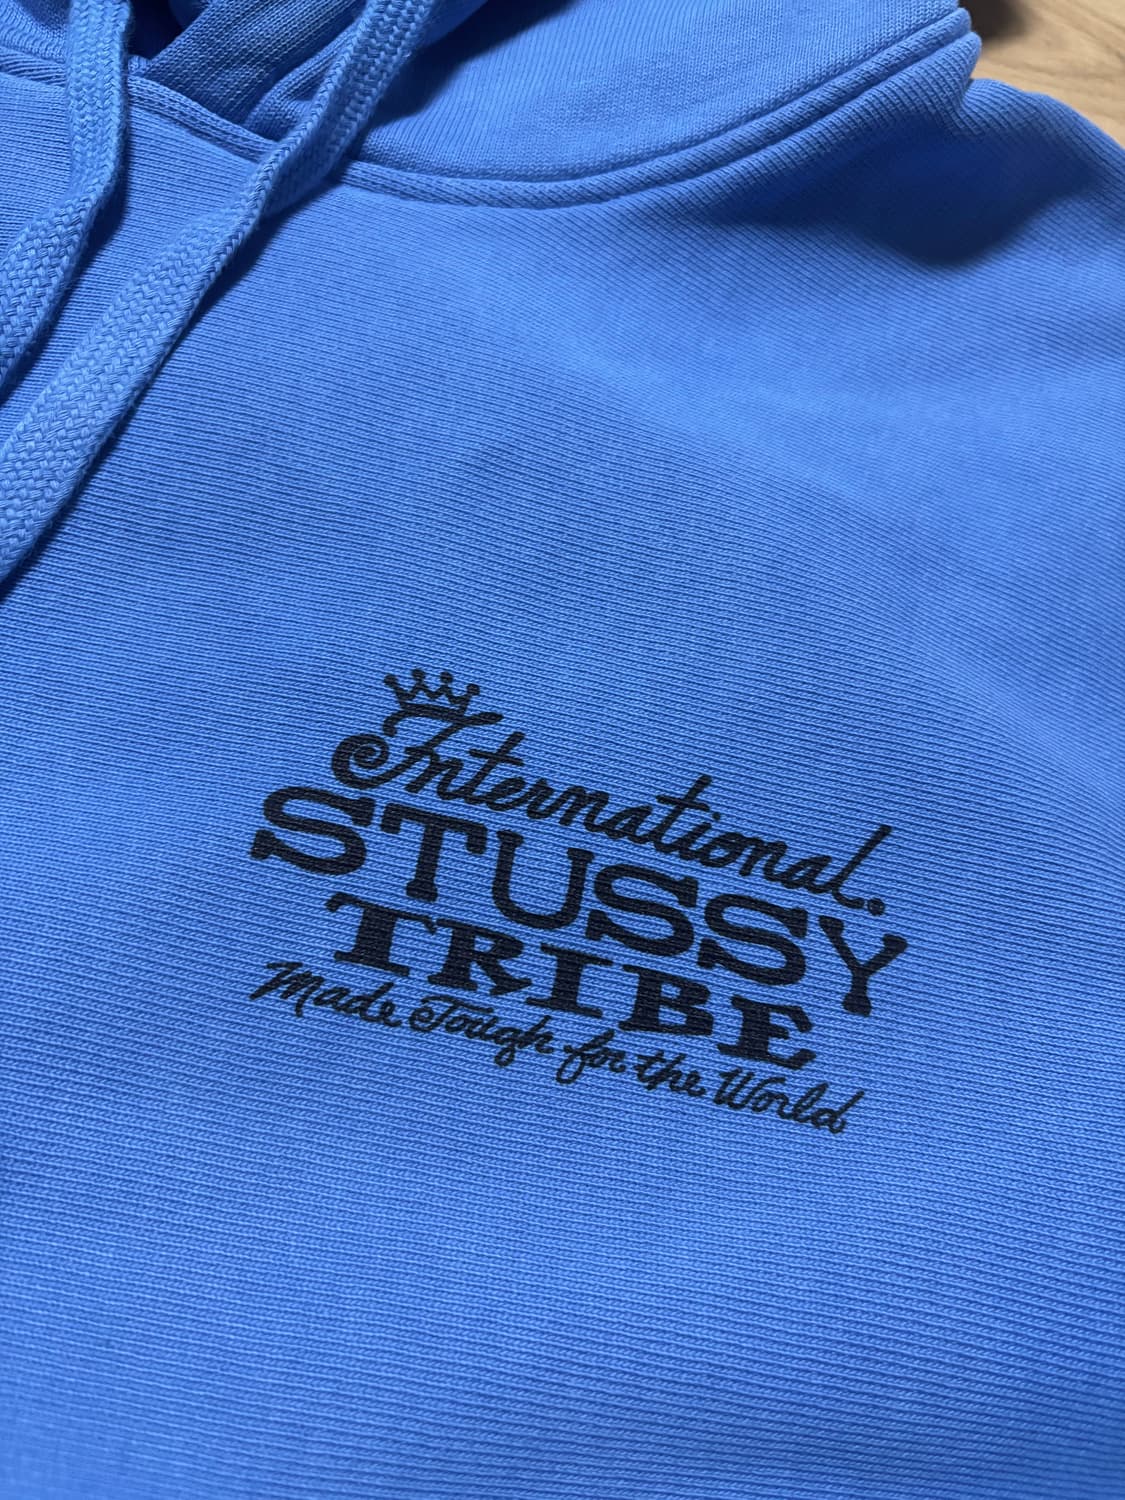 International.
STUSSY
TRIBE
Made Tough for the World